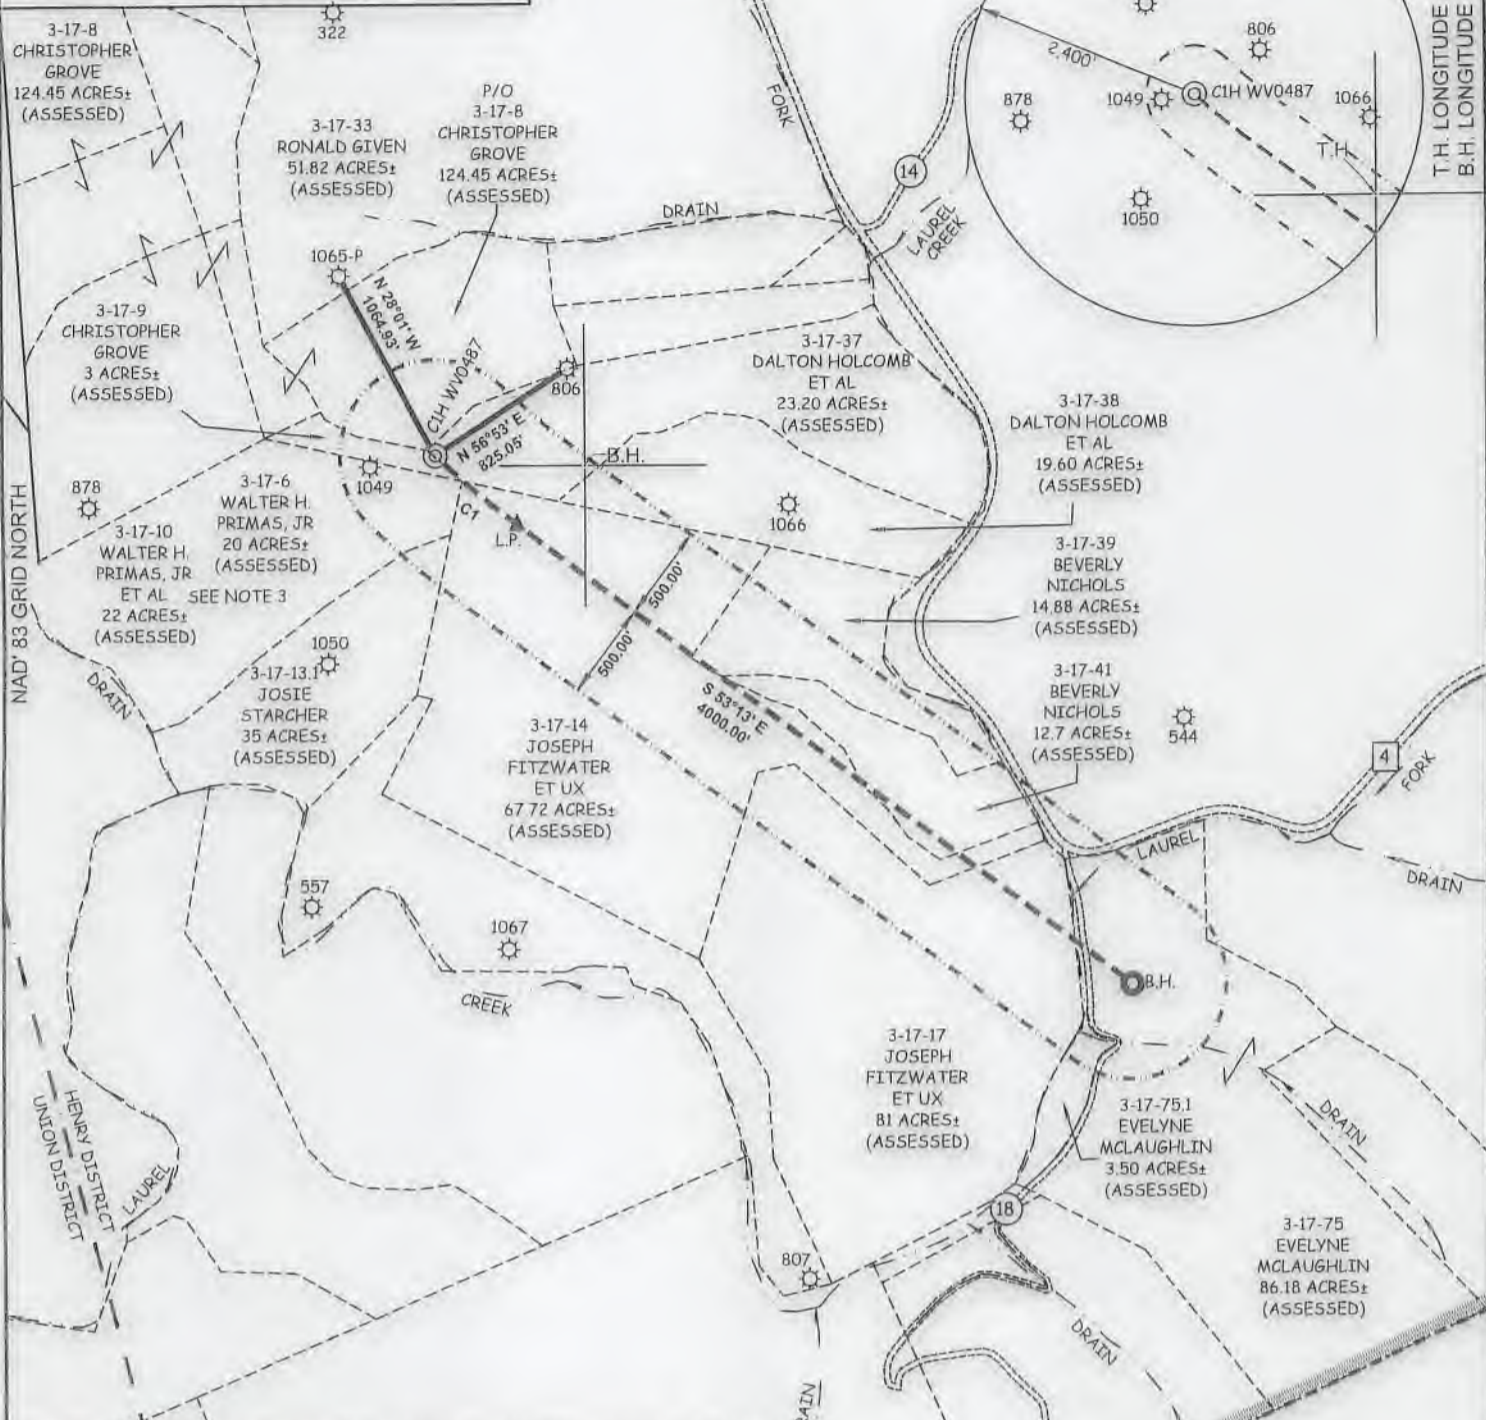 322
3-17-8
CHRISTOPHER
GROVE
124.45 ACRES±
(ASSESSED)
3-17-33
RONALD GIVEN
51.82 ACRES±
(ASSESSED)
P/O
3-17-8
CHRISTOPHER
GROVE
124.45 ACRES±
(ASSESSED)
FORK
14
LAUREL
CREEK
DRAIN
2,400'
806
878
1049
C1H WV0487
1066
T.H.
1050
T.H. LONGITUDE
B.H. LONGITUDE
1065-P
N 28°01' W
1064.93'
3-17-9
CHRISTOPHER
GROVE
3 ACRES±
(ASSESSED)
C1H WV0487
806
N 56°53' E
825.05'
B.H.
3-17-37
DALTON HOLCOMB
ET AL
23.20 ACRES±
(ASSESSED)
3-17-38
DALTON HOLCOMB
ET AL
19.60 ACRES±
(ASSESSED)
878
1049
3-17-6
WALTER H.
PRIMAS, JR
20 ACRES±
(ASSESSED)
C1
L.P.
1066
3-17-10
WALTER H.
PRIMAS, JR
ET AL
22 ACRES±
(ASSESSED)
SEE NOTE 3
NAD' 83 GRID NORTH
3-17-39
BEVERLY
NICHOLS
14.88 ACRES±
(ASSESSED)
500.00'
500.00'
1050
3-17-13.1
JOSIE
STARCHER
35 ACRES±
(ASSESSED)
DRAIN
3-17-41
BEVERLY
NICHOLS
12.7 ACRES±
(ASSESSED)
544
S 53°13' E
4000.00'
3-17-14
JOSEPH
FITZWATER
ET UX
67.72 ACRES±
(ASSESSED)
4
FORK
LAUREL
DRAIN
557
1067
CREEK
B.H.
3-17-17
JOSEPH
FITZWATER
ET UX
81 ACRES±
(ASSESSED)
3-17-75.1
EVELYNE
MCLAUGHLIN
3.50 ACRES±
(ASSESSED)
DRAIN
HENRY DISTRICT
UNION DISTRICT
LAUREL
18
3-17-75
EVELYNE
MCLAUGHLIN
86.18 ACRES±
(ASSESSED)
807
DRAIN